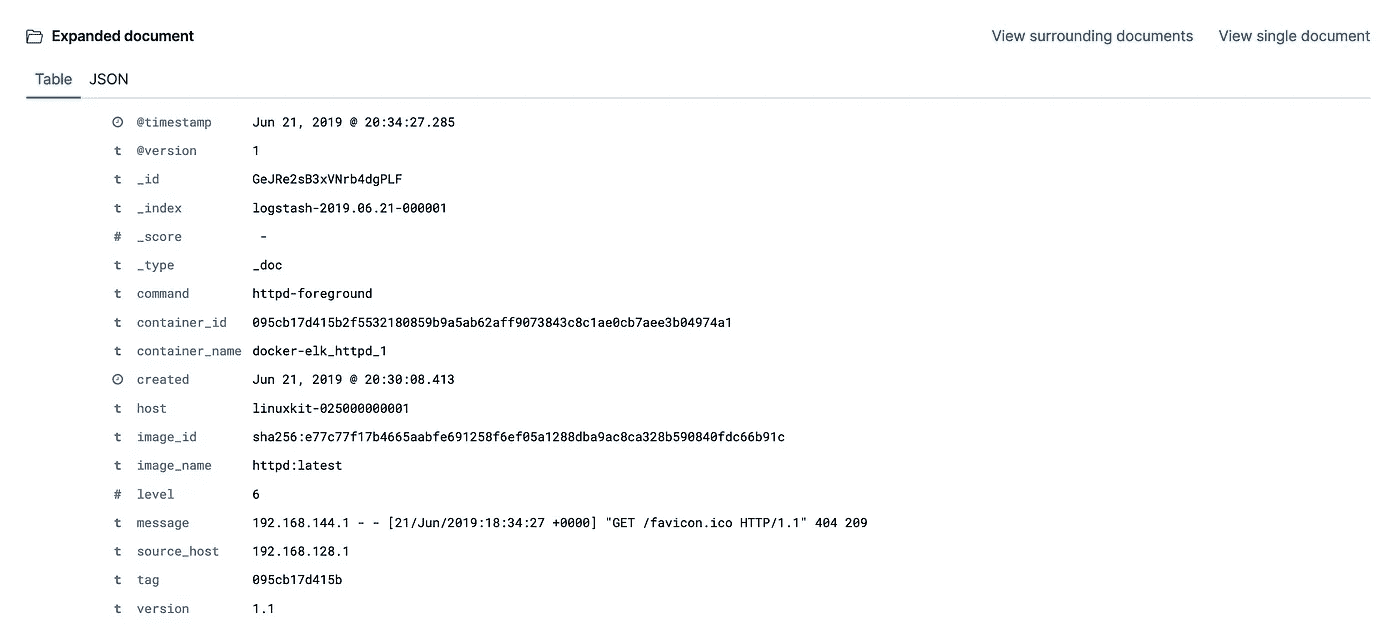 Expanded document View surrounding documents View single document
Table JSON
@timestamp Jun 21, 2019 @ 20:34:27.285
t @version 1
t _id GeJRe2sB3xVNrb4dgPLF
t _index logstash-2019.06.21-000001
# _score -
t _type _doc
t command httpd-foreground
t container_id 095cb17d415b2f5532180859b9a5ab62aff9073843c8c1ae0cb7aee3b04974a1
t container_name docker-elk_httpd_1
created Jun 21, 2019 @ 20:30:08.413
t host linuxkit-025000000001
t image_id sha256:e77c77f17b4665aabfe691258f6ef05a1288dba9ac8ca328b590840fdc66b91c
t image_name httpd:latest
# level 6
t message 192.168.144.1 - - [21/Jun/2019:18:34:27 +0000] "GET /favicon.ico HTTP/1.1" 404 209
t source_host 192.168.128.1
t tag 095cb17d415b
t version 1.1